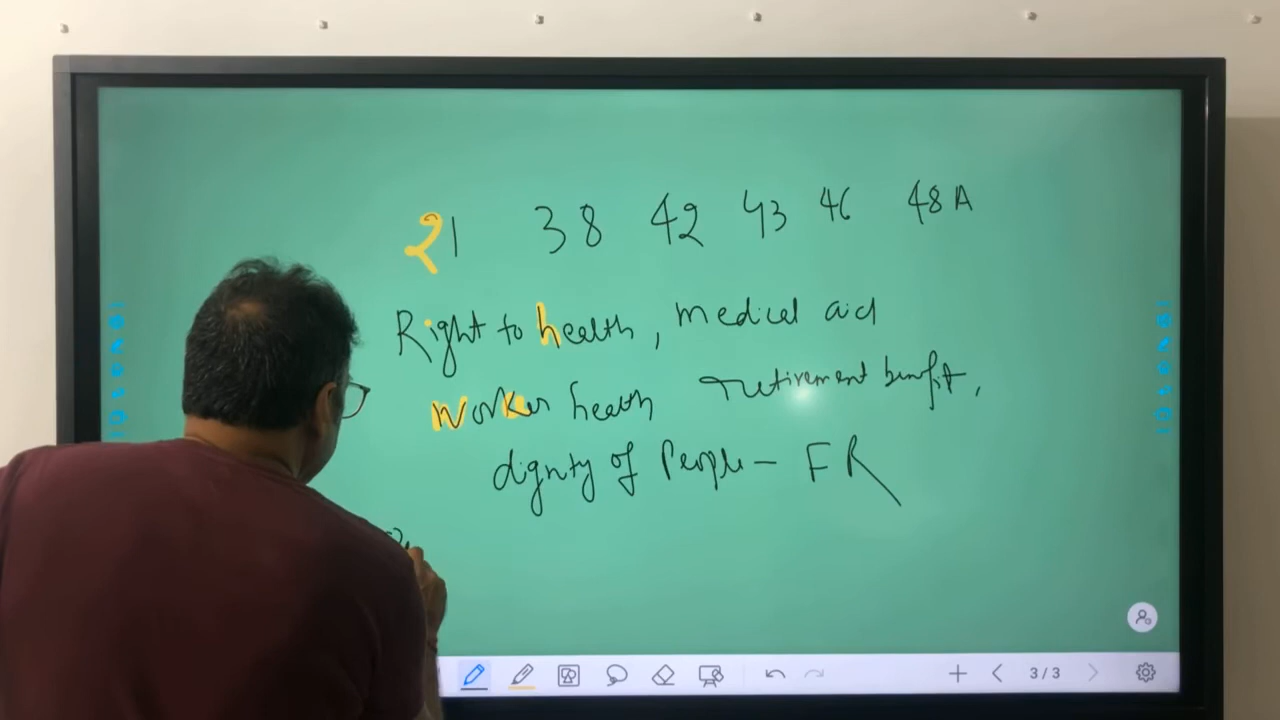 21 38 42 43 46 48A
Right to health, medical aid
Worker health retirement benefit,
dignity of People - FR
3/3